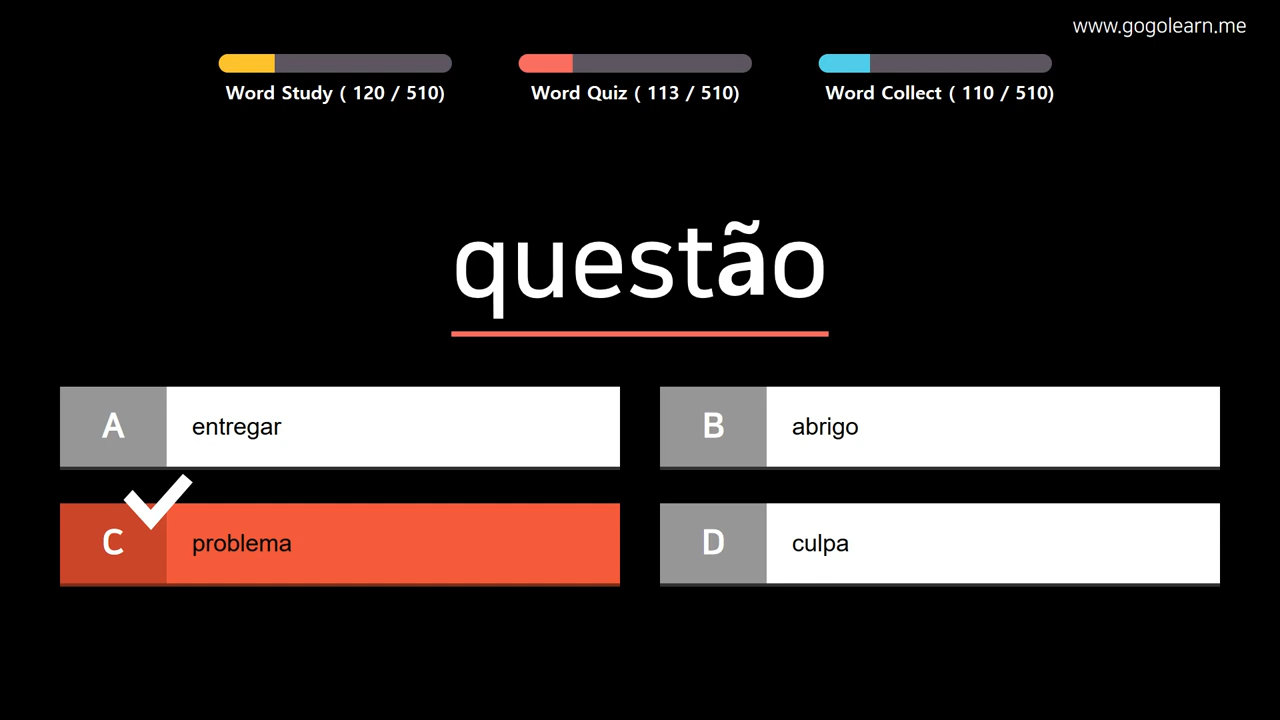 www.gogolearn.me
Word Study ( 120 / 510)
Word Quiz ( 113 / 510)
Word Collect ( 110 / 510)
questão
A entregar
B abrigo
C problema
D culpa